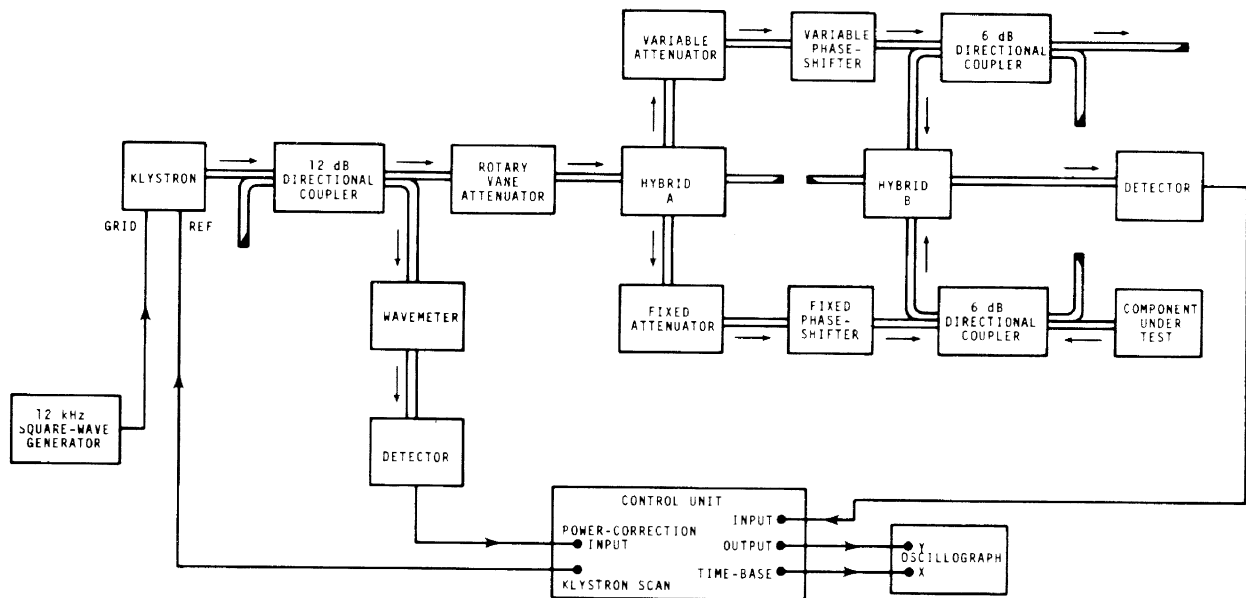 VARIABLE
ATTENUATOR
VARIABLE
PHASE-
SHIFTER
6 dB
DIRECTIONAL
COUPLER
KLYSTRON
12 dB
DIRECTIONAL
COUPLER
ROTARY
VANE
ATTENUATOR
HYBRID
A
HYBRID
B
DETECTOR
GRID
REF
WAVEMETER
FIXED
ATTENUATOR
FIXED
PHASE-
SHIFTER
6 dB
DIRECTIONAL
COUPLER
COMPONENT
UNDER
TEST
12 kHz
SQUARE-WAVE
GENERATOR
DETECTOR
CONTROL UNIT
POWER-CORRECTION
INPUT
KLYSTRON SCAN
INPUT
OUTPUT
TIME-BASE
Y
OSCILLOGRAPH
X